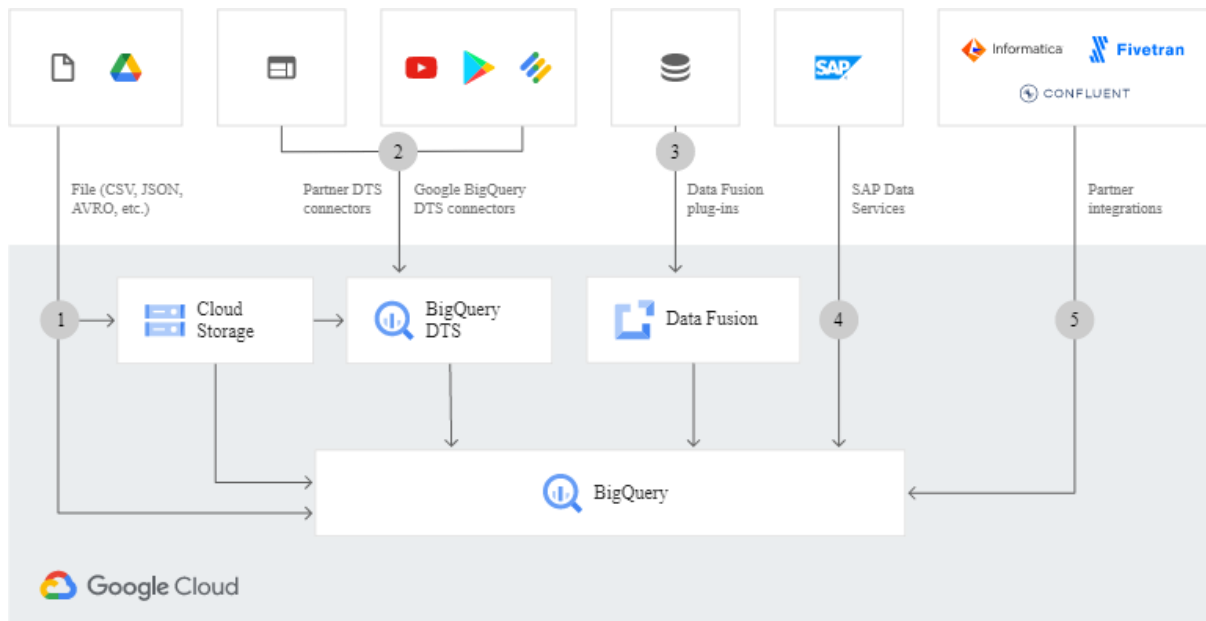 SAP
Informatica
Fivetran
CONFLUENT
2
3
File (CSV, JSON,
AVRO, etc.)
Partner DTS
connectors
Google BigQuery
DTS connectors
Data Fusion
plug-ins
SAP Data
Services
Partner
integrations
1
Cloud
Storage
BigQuery
DTS
Data Fusion
4
5
BigQuery
Google Cloud